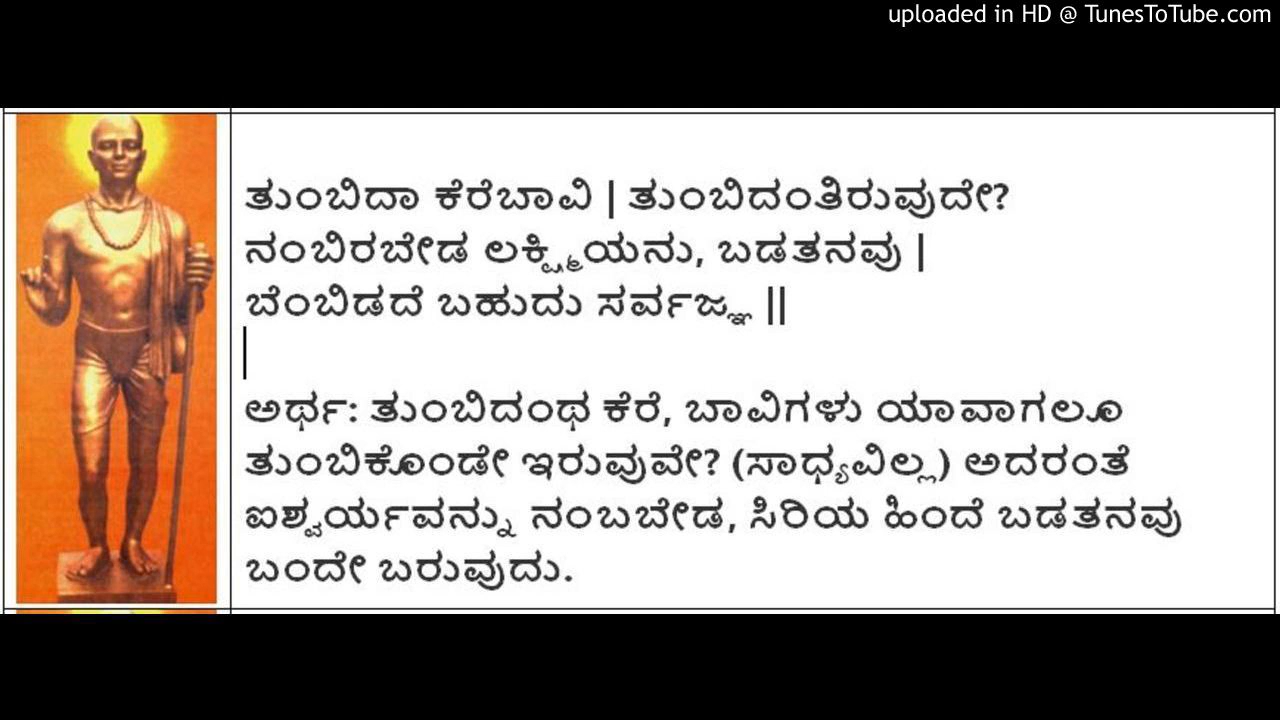 uploaded in HD @ TunesToTube.com
ತುಂಬಿದಾ ಕೆರೆಬಾವಿ | ತುಂಬಿದಂತಿರುವುದೇ?
ನಂಬಿರಬೇಡ ಲಕ್ಷ್ಮಿಯನು, ಬಡತನವು |
ಬೆಂಬಿಡದೆ ಬಹುದು ಸರ್ವಜ್ಞ ||
ಅರ್ಥ: ತುಂಬಿದಂಥ ಕೆರೆ, ಬಾವಿಗಳು ಯಾವಾಗಲೂ
ತುಂಬಿಕೊಂಡೇ ಇರುವುವೇ? (ಸಾಧ್ಯವಿಲ್ಲ) ಅದರಂತೆ
ಐಶ್ವರ್ಯವನ್ನು ನಂಬಬೇಡ, ಸಿರಿಯ ಹಿಂದೆ ಬಡತನವು
ಬಂದೇ ಬರುವುದು.